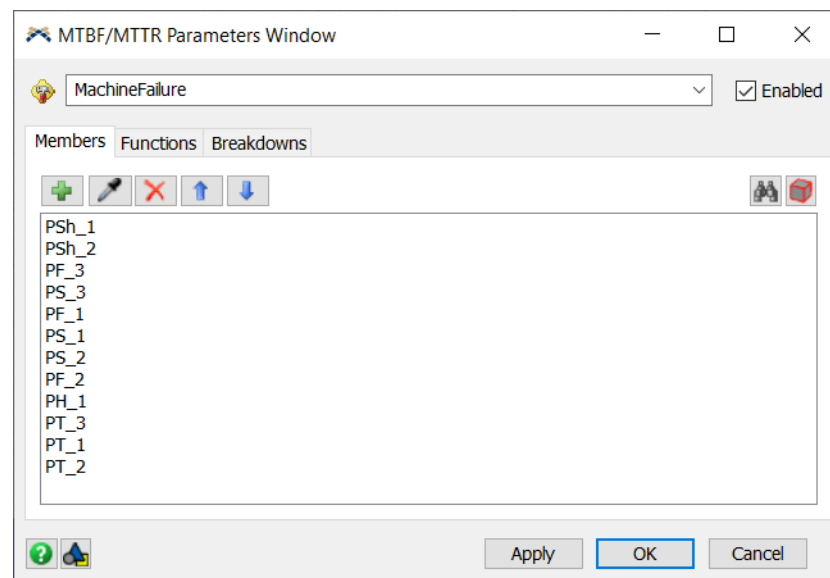 MTBF/MTTR Parameters Window
MachineFailure
Enabled
Members Functions Breakdowns
PSh_1
PSh_2
PF_3
PS_3
PF_1
PS_1
PS_2
PF_2
PH_1
PT_3
PT_1
PT_2
? Apply OK Cancel